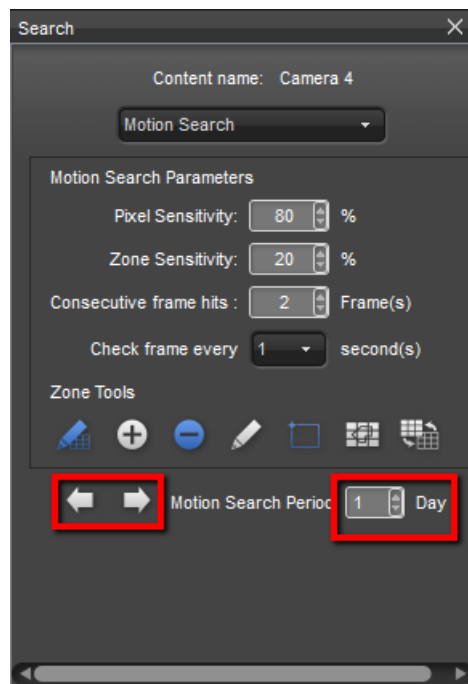 Search
Content name: Camera 4
Motion Search
Motion Search Parameters
Pixel Sensitivity: 80 %
Zone Sensitivity: 20 %
Consecutive frame hits : 2 Frame(s)
Check frame every 1 second(s)
Zone Tools
Motion Search Perioc 1 Day